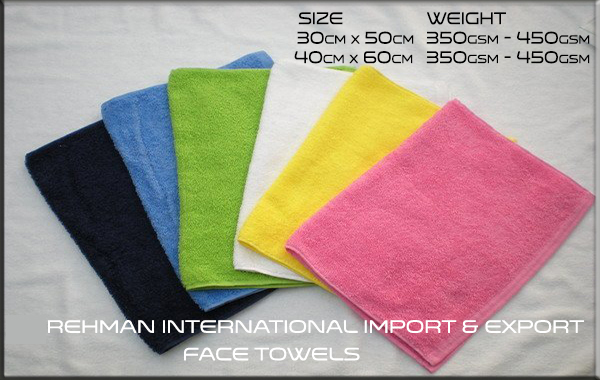 SIZE WEIGHT
30CM X 50CM 350GSM - 450GSM
40CM X 60CM 350GSM - 450GSM
REHMAN INTERNATIONAL IMPORT & EXPORT
FACE TOWELS